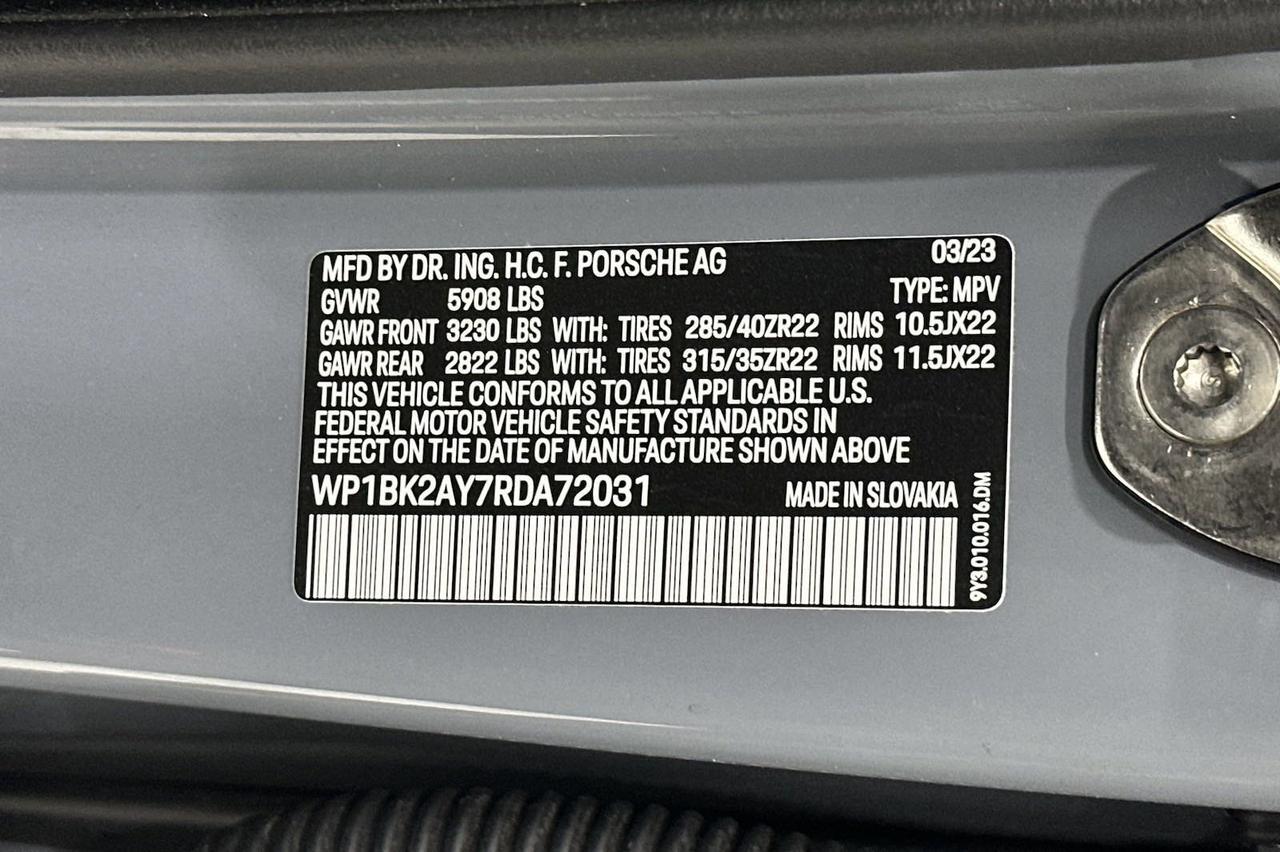 MFD BY DR. ING. H.C. F. PORSCHE AG 03/23
GVWR 5908 LBS TYPE: MPV
GAWR FRONT 3230 LBS WITH: TIRES 285/40ZR22 RIMS 10.5JX22
GAWR REAR 2822 LBS WITH: TIRES 315/35ZR22 RIMS 11.5JX22
THIS VEHICLE CONFORMS TO ALL APPLICABLE U.S.
FEDERAL MOTOR VEHICLE SAFETY STANDARDS IN
EFFECT ON THE DATE OF MANUFACTURE SHOWN ABOVE
WP1BK2AY7RDA72031 MADE IN SLOVAKIA
9Y3.010.016.DM